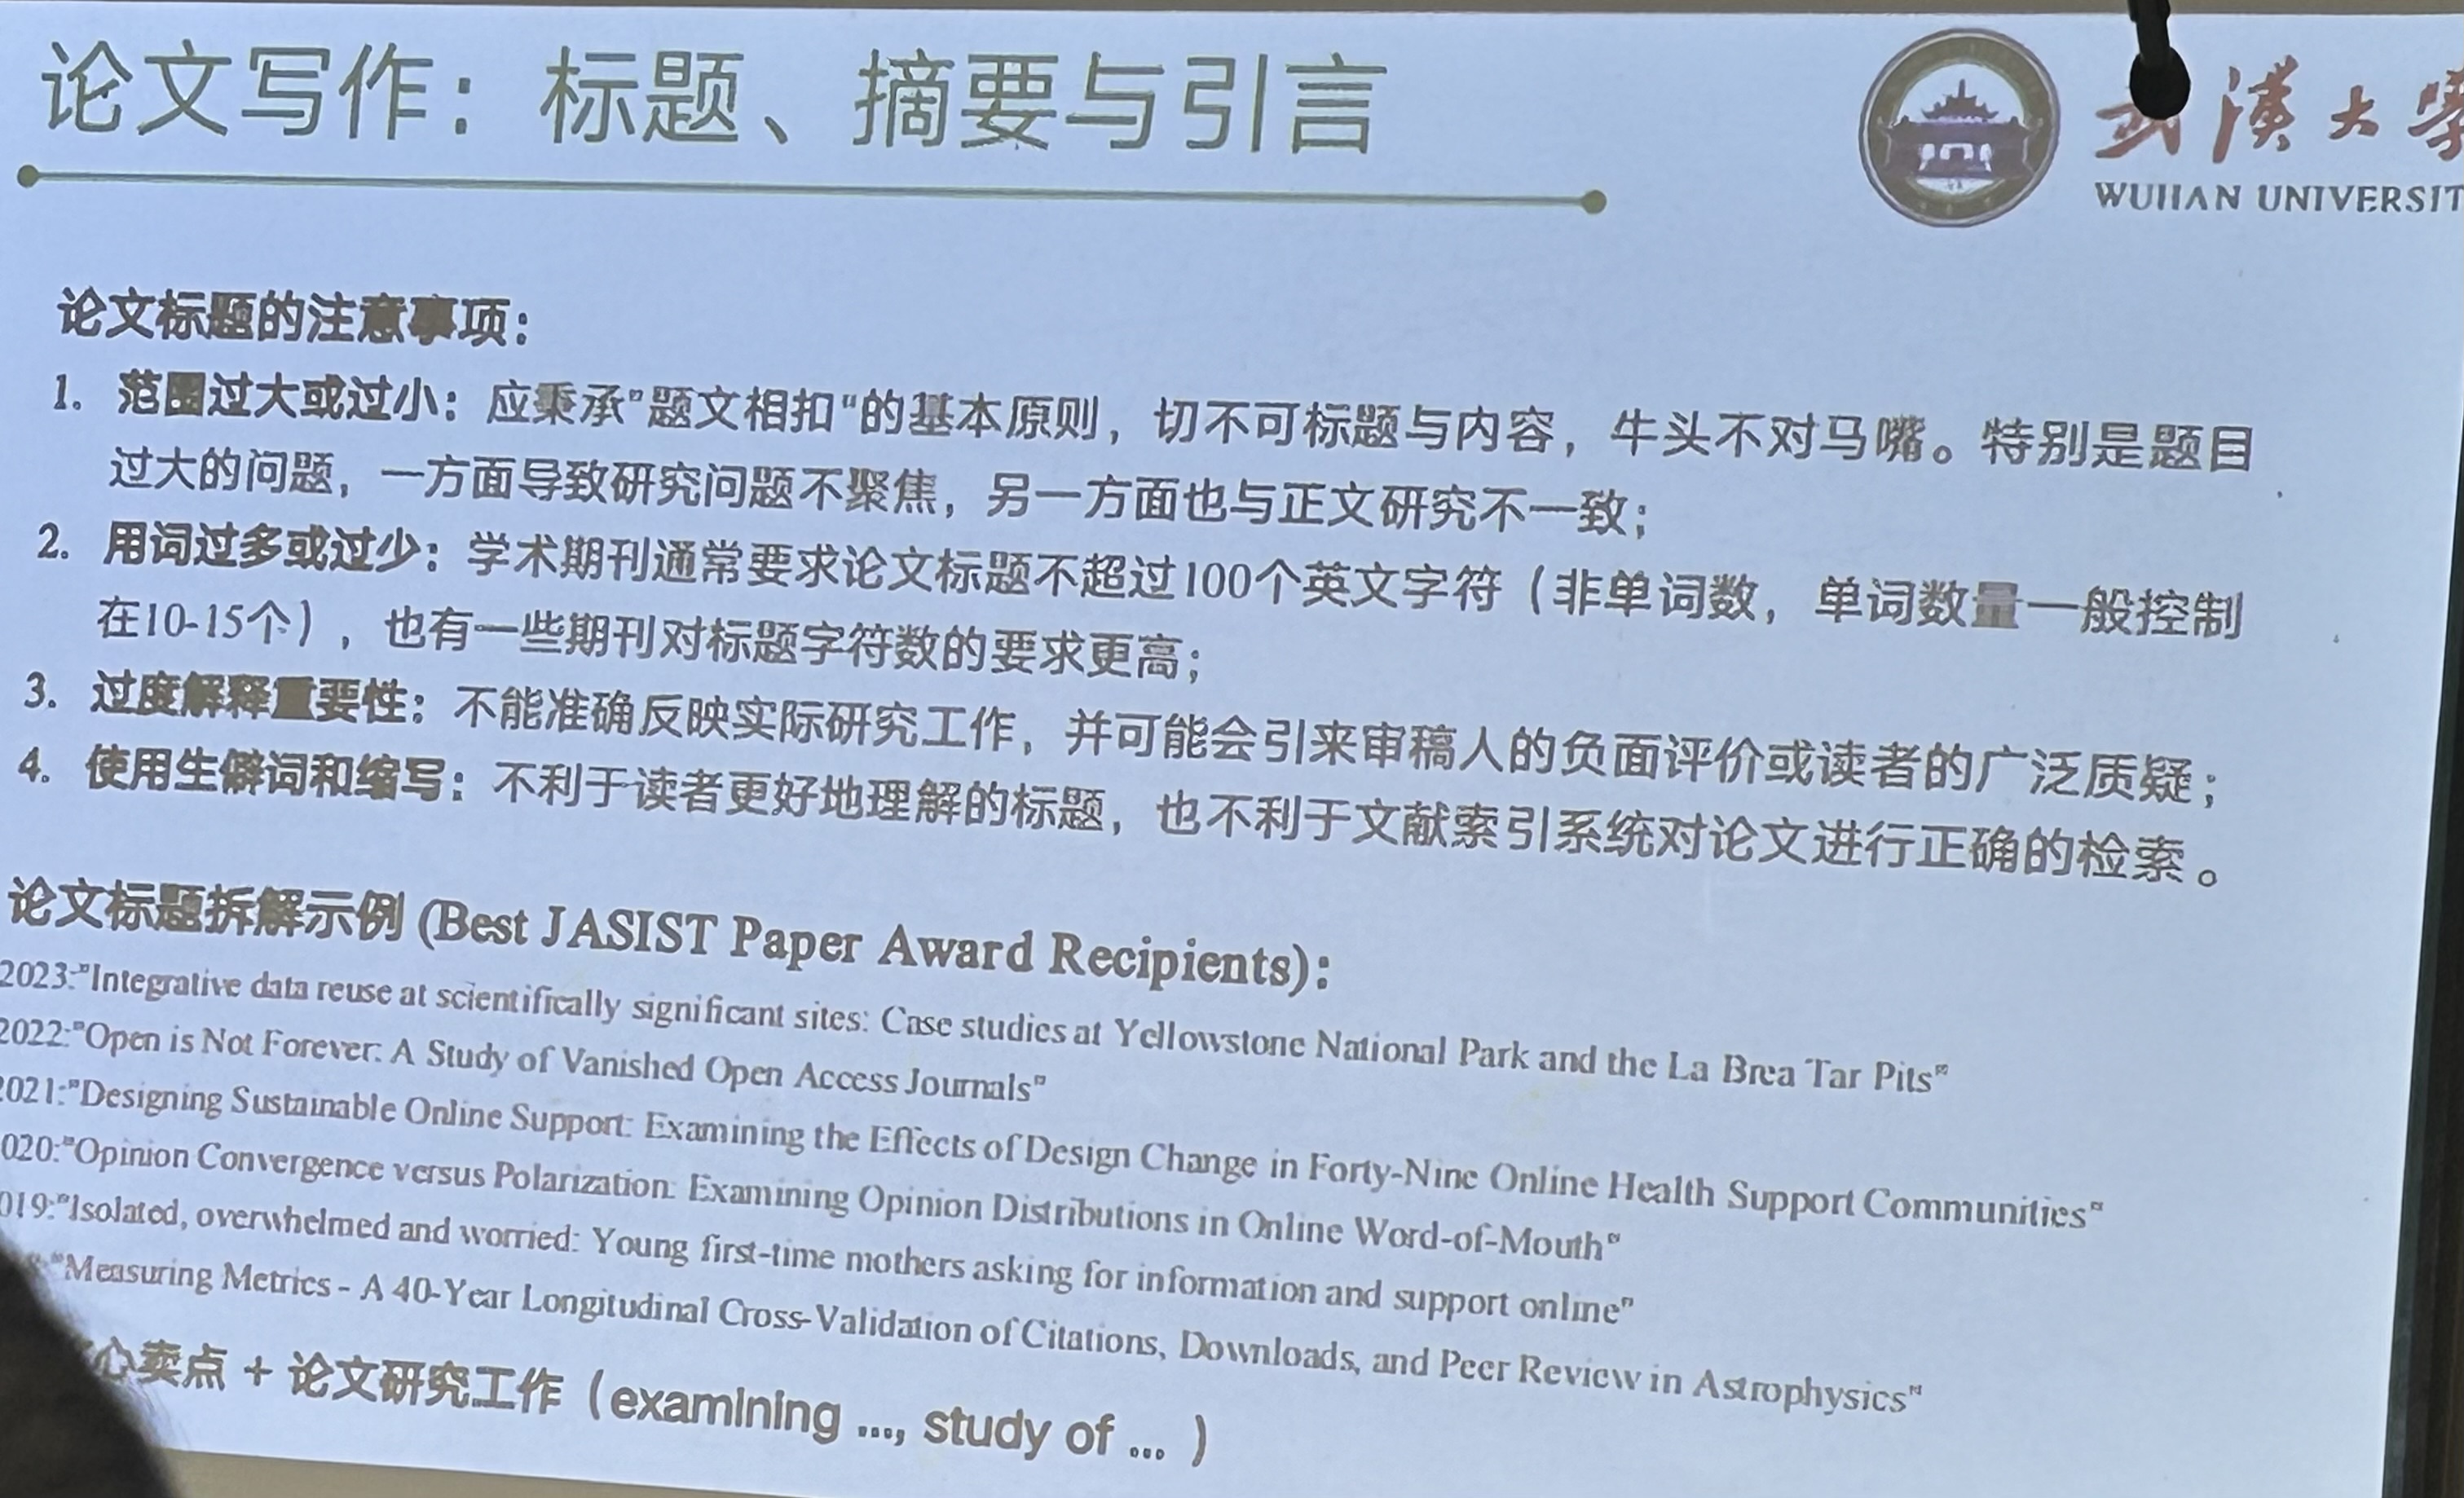 论文写作：标题、摘要与引言
大
WUHAN UNIVERSIT
论文标题的注意事项：
1. 范围过大或过小：应秉承"题文相扣"的基本原则，切不可标题与内容，牛头不对马嘴。特别是题目
过大的问题，一方面导致研究问题不聚焦，另一方面也与正文研究不一致；
2. 用词过多或过少：学术期刊通常要求论文标题不超过100个英文字符（非单词数，单词数量一般控制
在10-15个），也有一些期刊对标题字符数的要求更高；
3. 过度解释重要性：不能准确反映实际研究工作，并可能会引来审稿人的负面评价或读者的广泛质疑；
4. 使用生僻词和缩写：不利于读者更好地理解的标题，也不利于文献索引系统对论文进行正确的检索。
论文标题拆解示例 (Best JASIST Paper Award Recipients)：
2023:"Integrative data reuse at scientifically significant sites: Case studies at Yellowstone National Park and the La Brea Tar Pits"
2022:"Open is Not Forever: A Study of Vanished Open Access Journals"
2021:"Designing Sustainable Online Support: Examining the Effects of Design Change in Forty-Nine Online Health Support Communities"
020:"Opinion Convergence versus Polarization: Examining Opinion Distributions in Online Word-of-Mouth"
019:"Isolated, overwhelmed and worried: Young first-time mothers asking for information and support online"
"Measuring Metrics - A 40-Year Longitudinal Cross-Validation of Citations, Downloads, and Peer Review in Astrophysics"
心卖点 + 论文研究工作（examining ..., study of ... ）